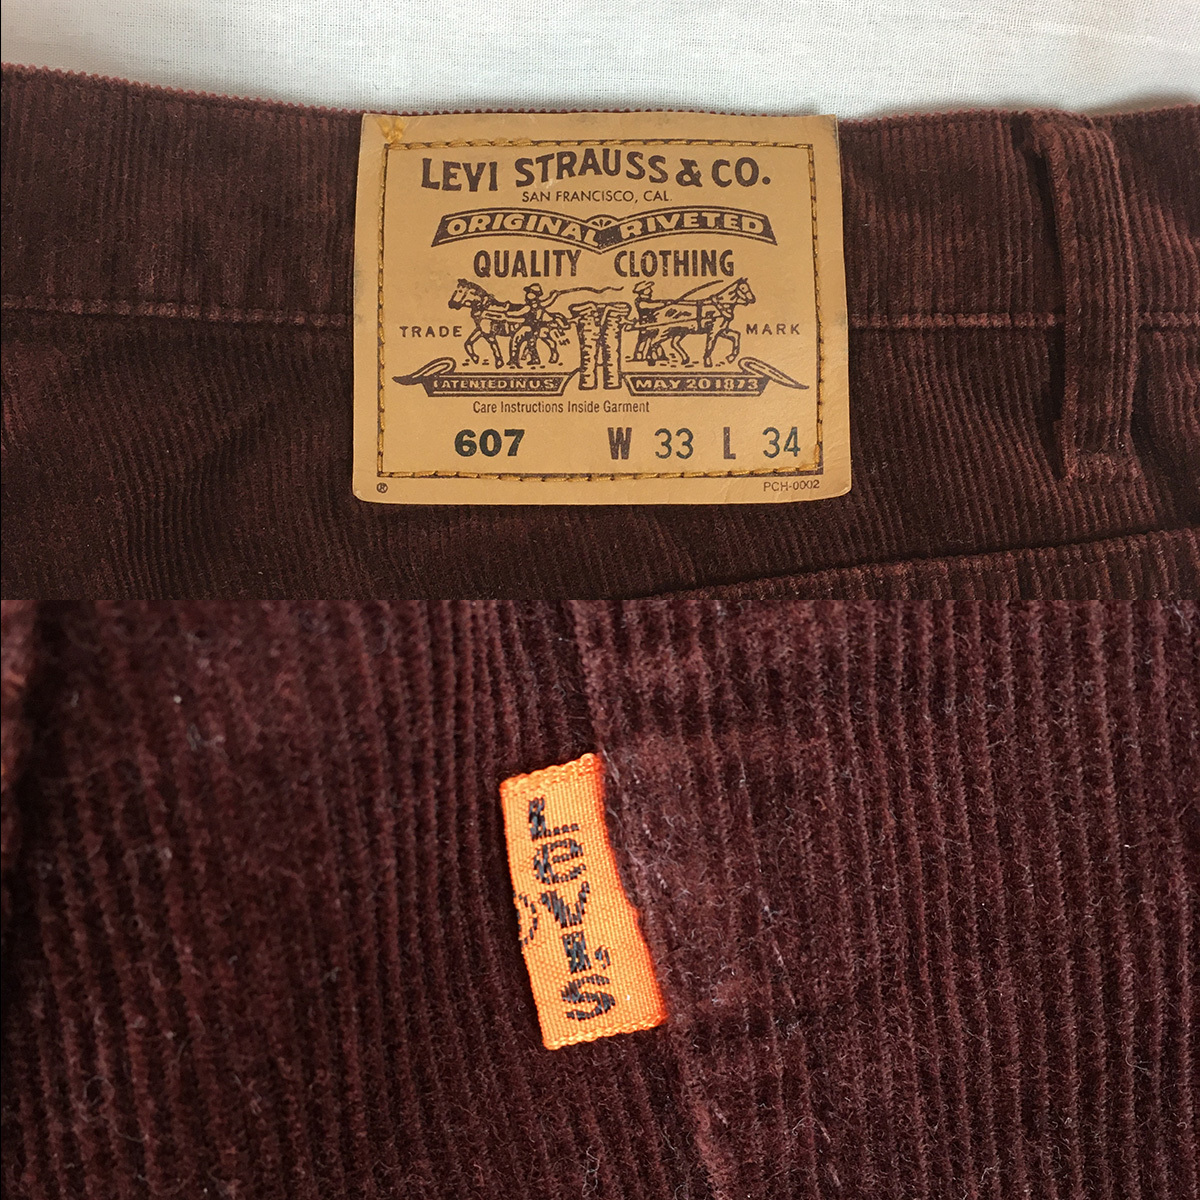 LEVI STRAUSS & CO.
SAN FRANCISCO, CAL.
ORIGINAL RIVETED
QUALITY CLOTHING
TRADE MARK
PATENTED IN U.S. MAY 20 1873
Care Instructions Inside Garment
607 W 33 L 34
® PCH-0002
LeVI'S